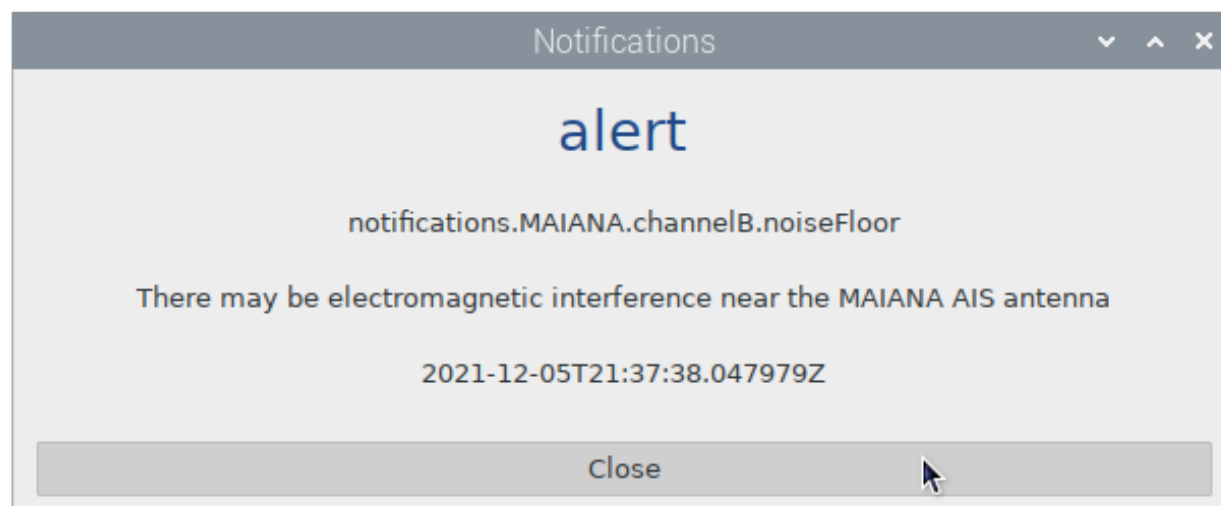 Notifications
alert
notifications.MAIANA.channelB.noiseFloor
There may be electromagnetic interference near the MAIANA AIS antenna
2021-12-05T21:37:38.047979Z
Close